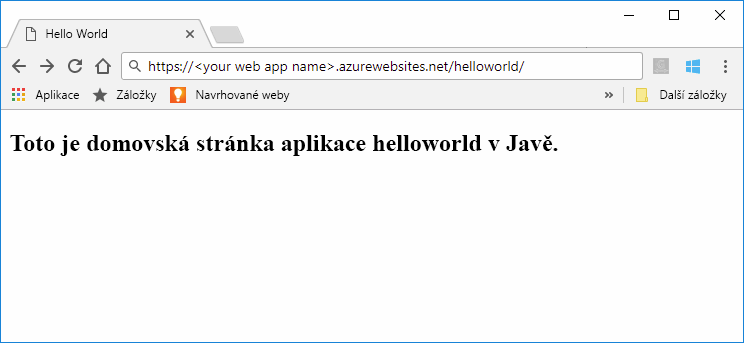 Hello World
https://<your web app name>.azurewebsites.net/helloworld/
Aplikace Záložky Navrhované weby » Další záložky
Toto je domovská stránka aplikace helloworld v Javě.